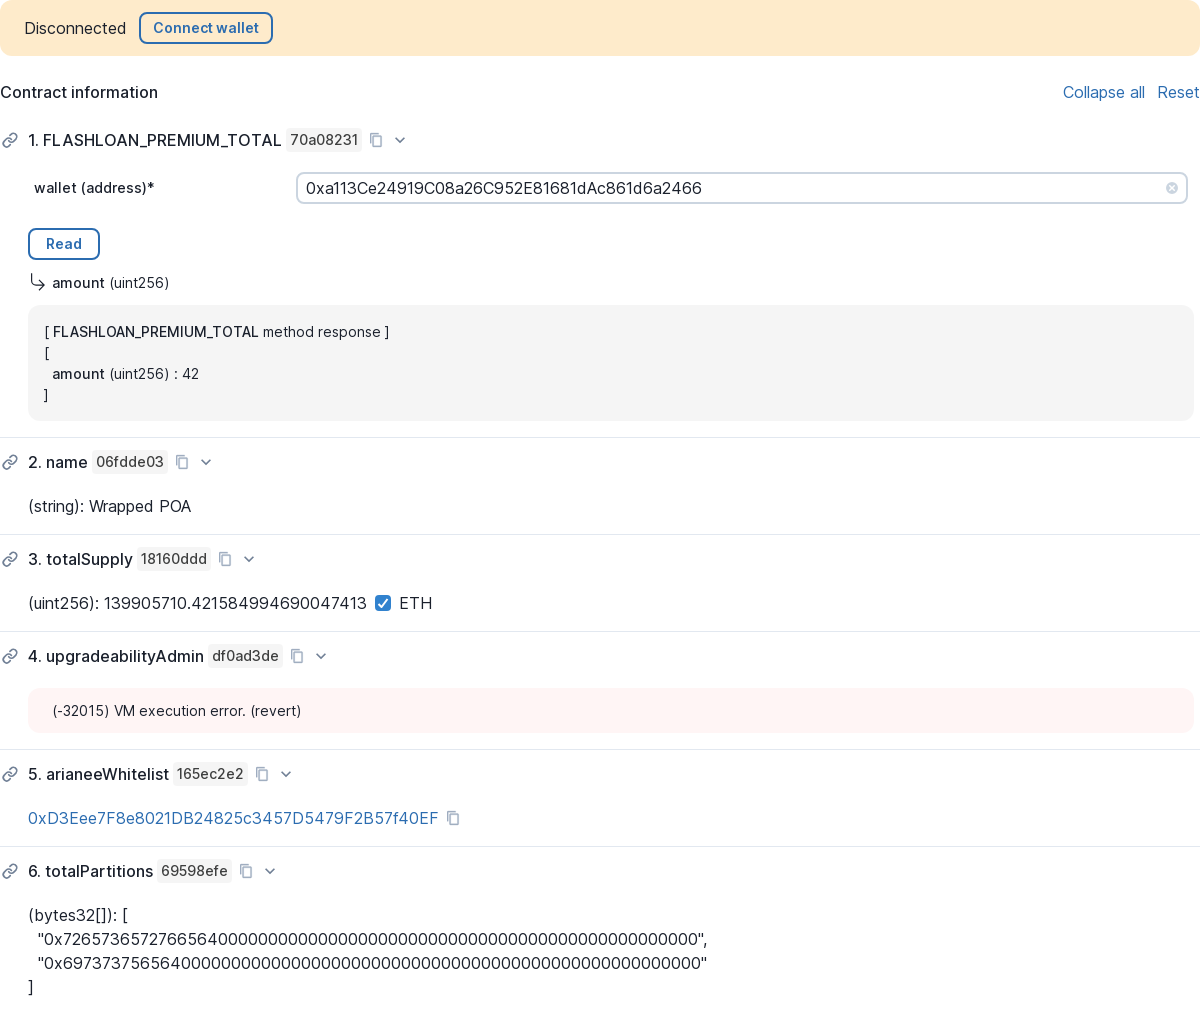 Disconnected Connect wallet
Contract information Collapse all Reset
1. FLASHLOAN_PREMIUM_TOTAL 70a08231
wallet (address)* 0xa113Ce24919C08a26C952E81681dAc861d6a2466
Read
amount (uint256)
[ FLASHLOAN_PREMIUM_TOTAL method response ]
[
amount (uint256) : 42
]
2. name 06fdde03
(string): Wrapped POA
3. totalSupply 18160ddd
(uint256): 139905710.421584994690047413 ETH
4. upgradeabilityAdmin df0ad3de
(-32015) VM execution error. (revert)
5. arianeeWhitelist 165ec2e2
0xD3Eee7F8e8021DB24825c3457D5479F2B57f40EF
6. totalPartitions 69598efe
(bytes32[]): [
"0x7265736572766564000000000000000000000000000000000000000000000000",
"0x6973737565640000000000000000000000000000000000000000000000000000"
]